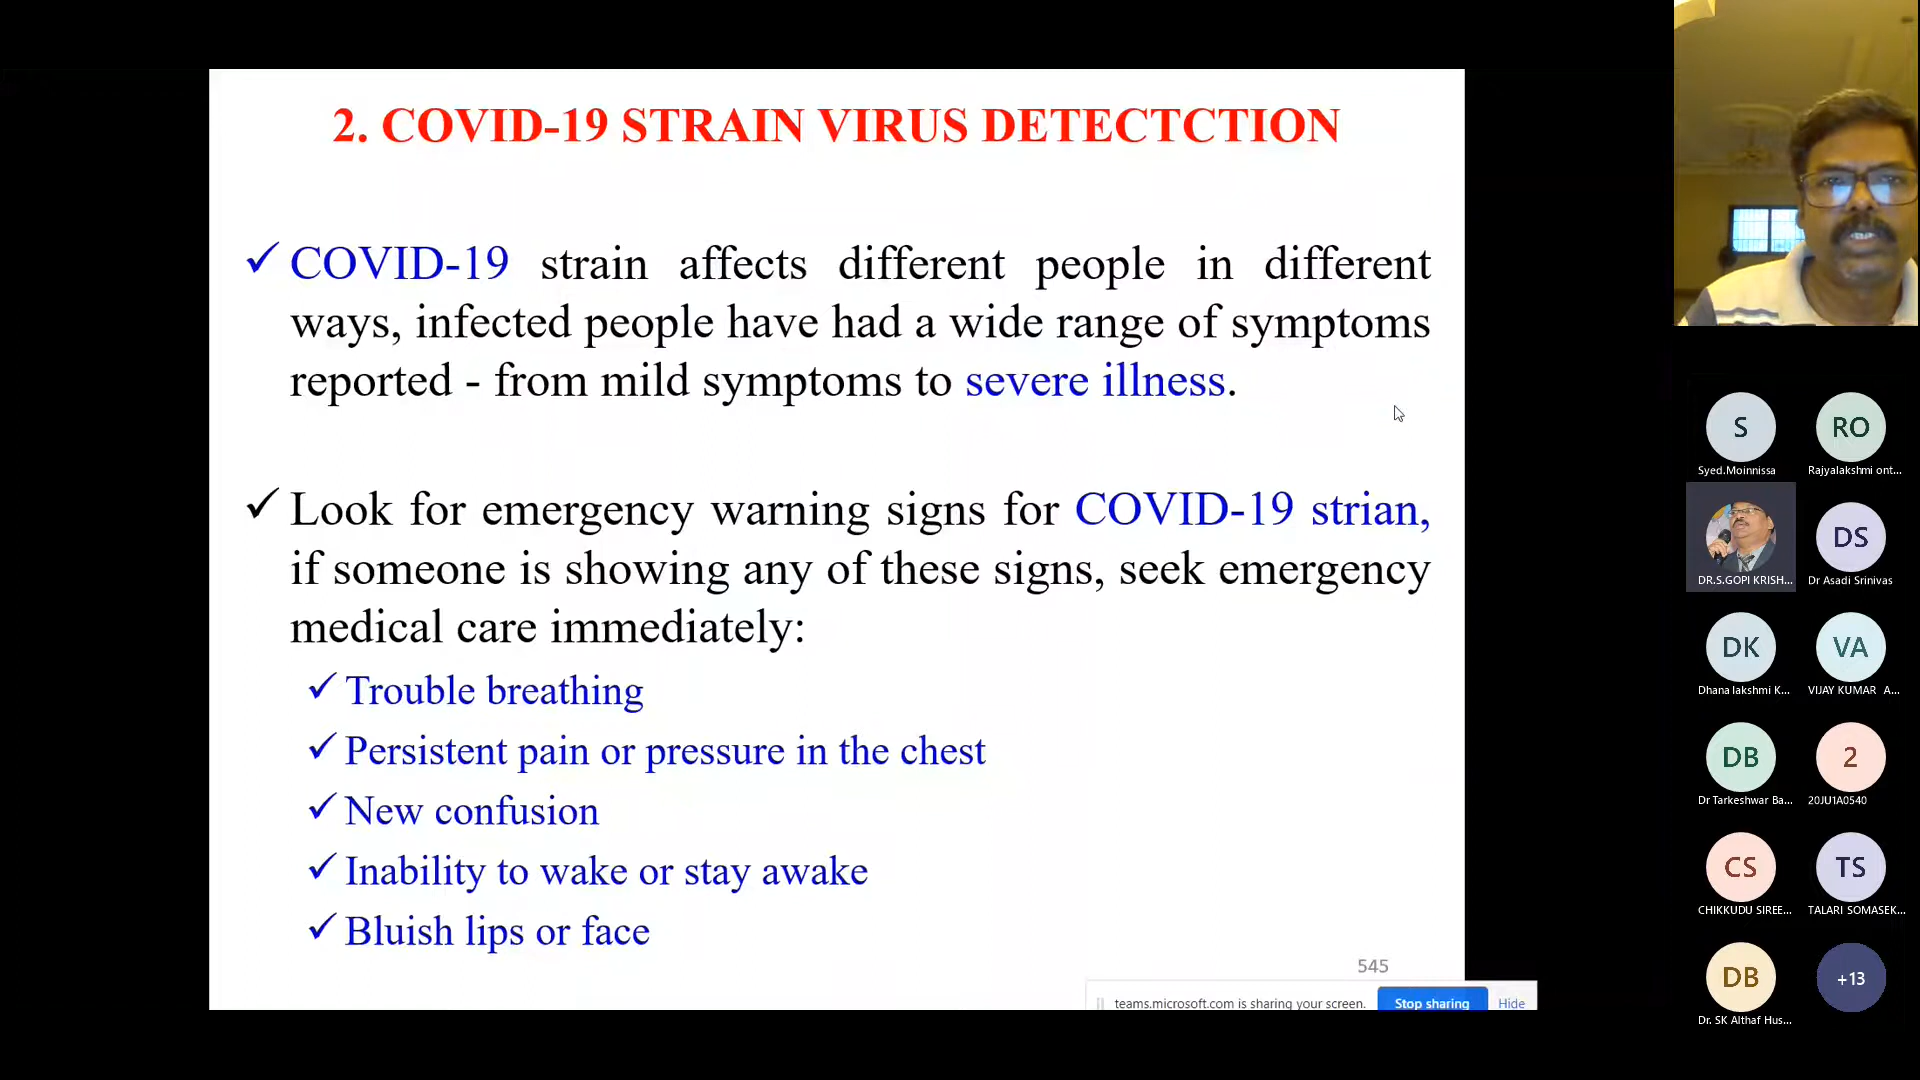 2. COVID-19 STRAIN VIRUS DETECTCTION
✓ COVID-19 strain affects different people in different
ways, infected people have had a wide range of symptoms
reported - from mild symptoms to severe illness.
✓ Look for emergency warning signs for COVID-19 strian,
if someone is showing any of these signs, seek emergency
medical care immediately:
✓ Trouble breathing
✓ Persistent pain or pressure in the chest
✓ New confusion
✓ Inability to wake or stay awake
✓ Bluish lips or face
545
teams.microsoft.com is sharing your screen. Stop sharing Hide
S
Syed.Moinnissa
RO
Rajyalakshmi ont...
DR.S.GOPI KRISH...
DS
Dr Asadi Srinivas
DK
Dhana lakshmi K...
VA
VIJAY KUMAR A...
DB
Dr Tarkeshwar Ba...
2
20JU1A0540
CS
CHIKKUDU SIREE...
TS
TALARI SOMASEK...
DB
Dr. SK Althaf Hus...
+13